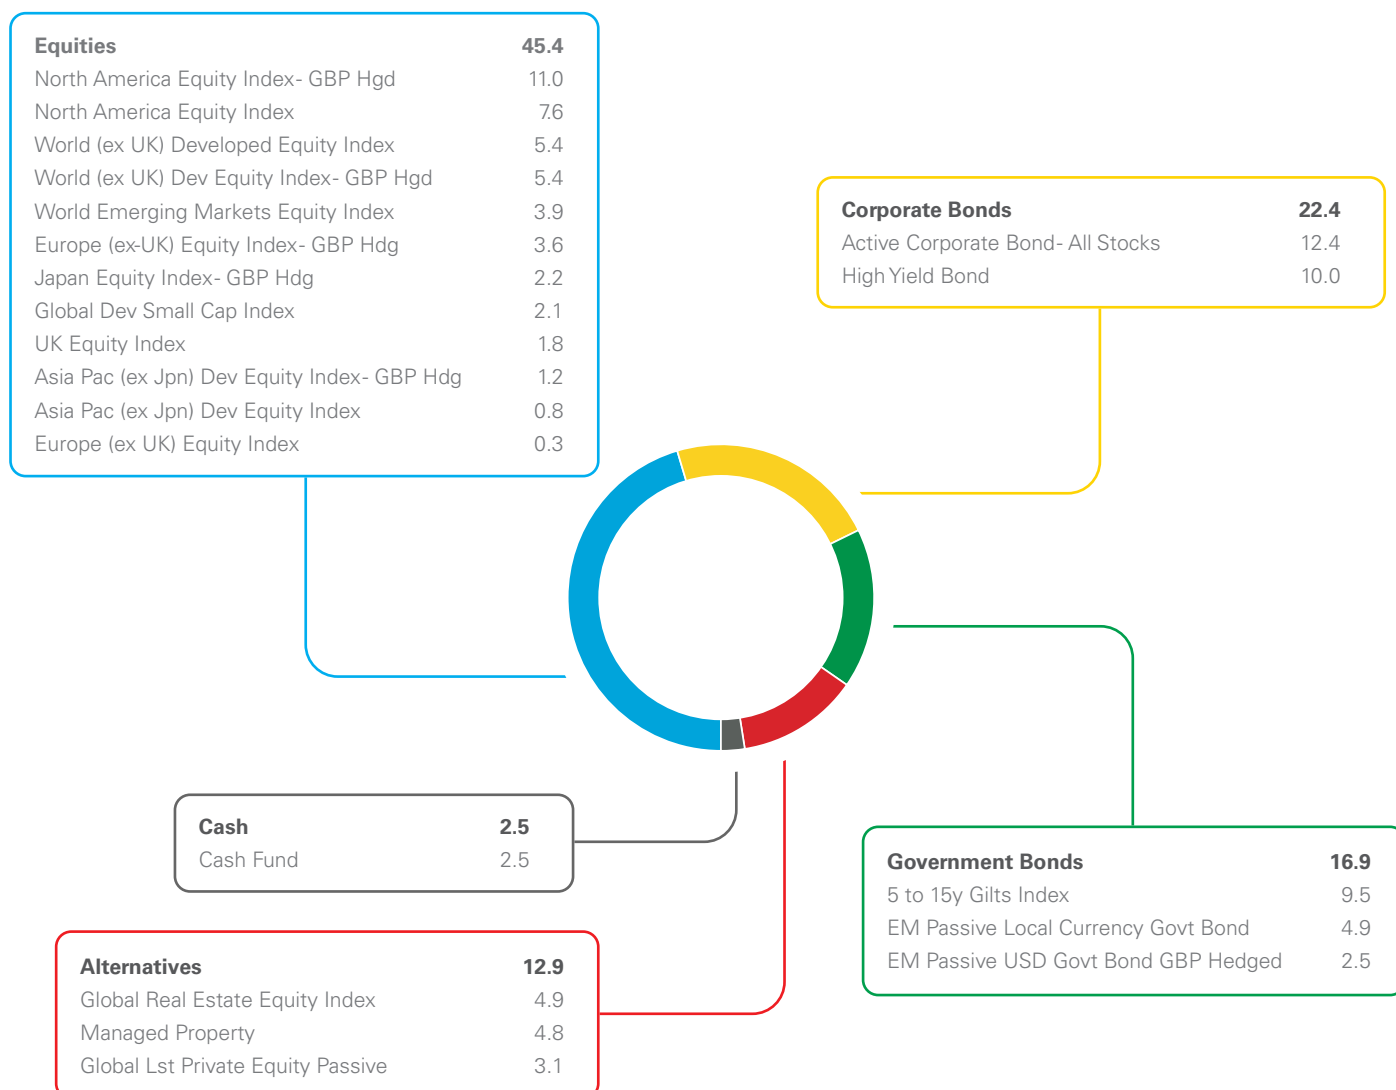 Equities 45.4
North America Equity Index- GBP Hgd 11.0
North America Equity Index 7.6
World (ex UK) Developed Equity Index 5.4
World (ex UK) Dev Equity Index- GBP Hgd 5.4
World Emerging Markets Equity Index 3.9
Europe (ex-UK) Equity Index- GBP Hdg 3.6
Japan Equity Index- GBP Hdg 2.2
Global Dev Small Cap Index 2.1
UK Equity Index 1.8
Asia Pac (ex Jpn) Dev Equity Index- GBP Hdg 1.2
Asia Pac (ex Jpn) Dev Equity Index 0.8
Europe (ex UK) Equity Index 0.3
Corporate Bonds 22.4
Active Corporate Bond- All Stocks 12.4
High Yield Bond 10.0
Cash 2.5
Cash Fund 2.5
Government Bonds 16.9
5 to 15y Gilts Index 9.5
EM Passive Local Currency Govt Bond 4.9
EM Passive USD Govt Bond GBP Hedged 2.5
Alternatives 12.9
Global Real Estate Equity Index 4.9
Managed Property 4.8
Global Lst Private Equity Passive 3.1